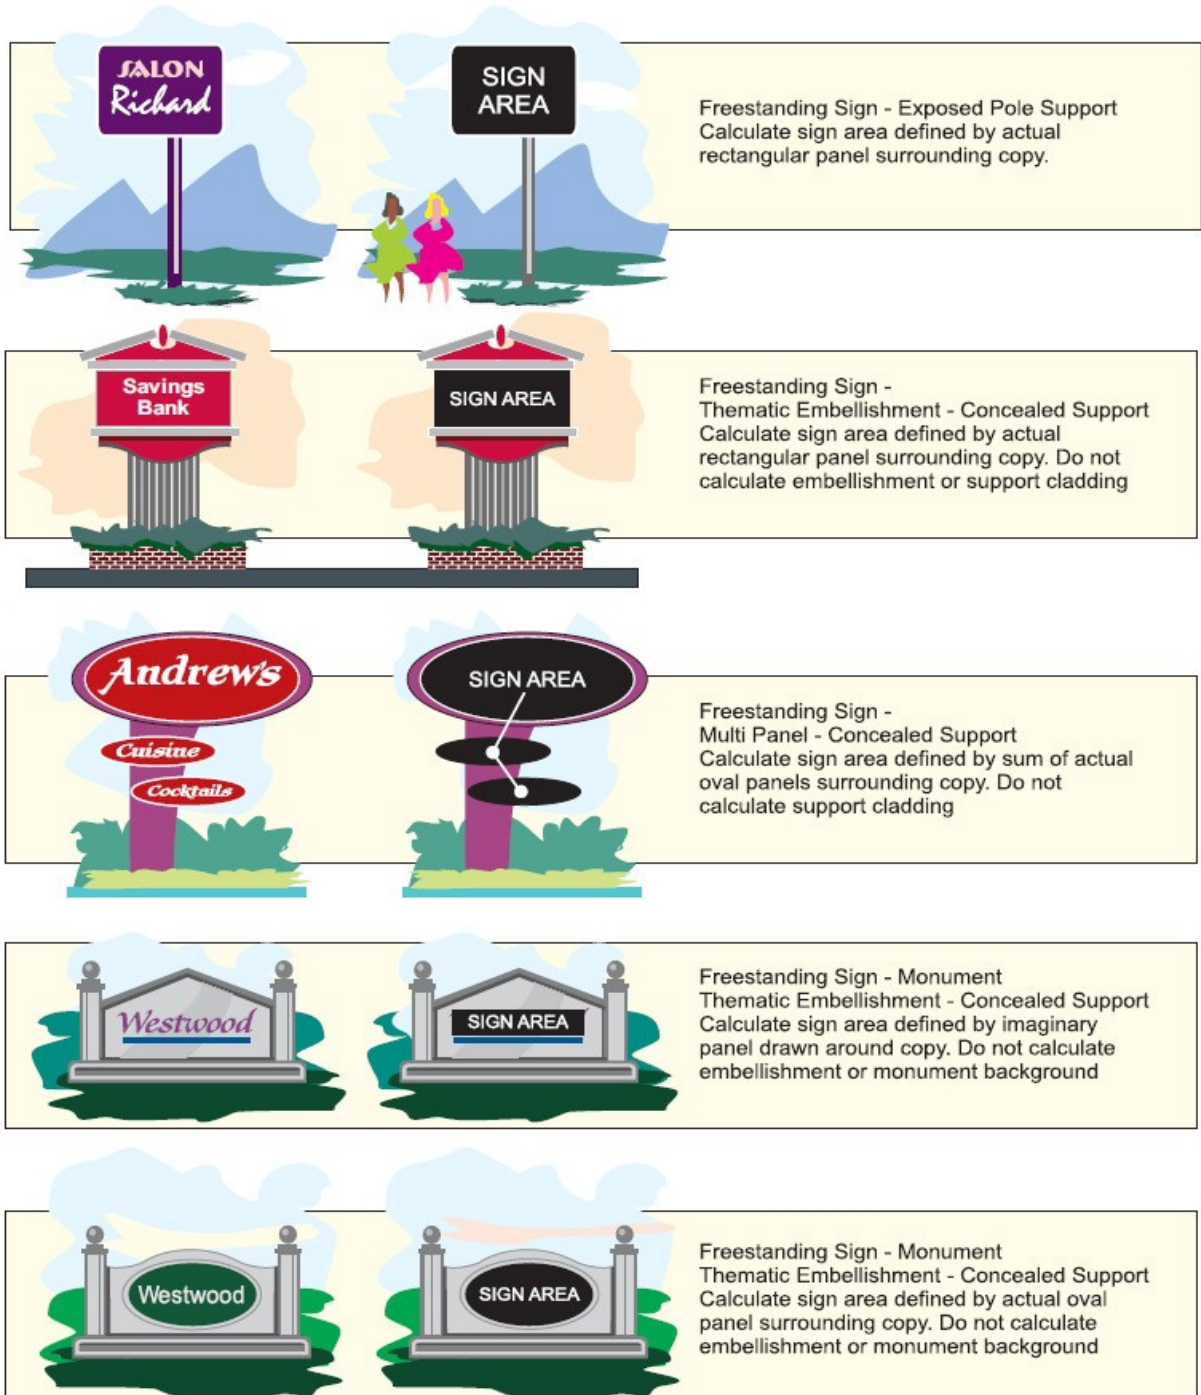 SALON
Richard
SIGN
AREA
Freestanding Sign - Exposed Pole Support
Calculate sign area defined by actual
rectangular panel surrounding copy.
Savings
Bank
SIGN AREA
Freestanding Sign -
Thematic Embellishment - Concealed Support
Calculate sign area defined by actual
rectangular panel surrounding copy. Do not
calculate embellishment or support cladding
Andrew's
Cuisine
Cocktails
SIGN AREA
Freestanding Sign -
Multi Panel - Concealed Support
Calculate sign area defined by sum of actual
oval panels surrounding copy. Do not
calculate support cladding
Westwood
SIGN AREA
Freestanding Sign - Monument
Thematic Embellishment - Concealed Support
Calculate sign area defined by imaginary
panel drawn around copy. Do not calculate
embellishment or monument background
Westwood
SIGN AREA
Freestanding Sign - Monument
Thematic Embellishment - Concealed Support
Calculate sign area defined by actual oval
panel surrounding copy. Do not calculate
embellishment or monument background